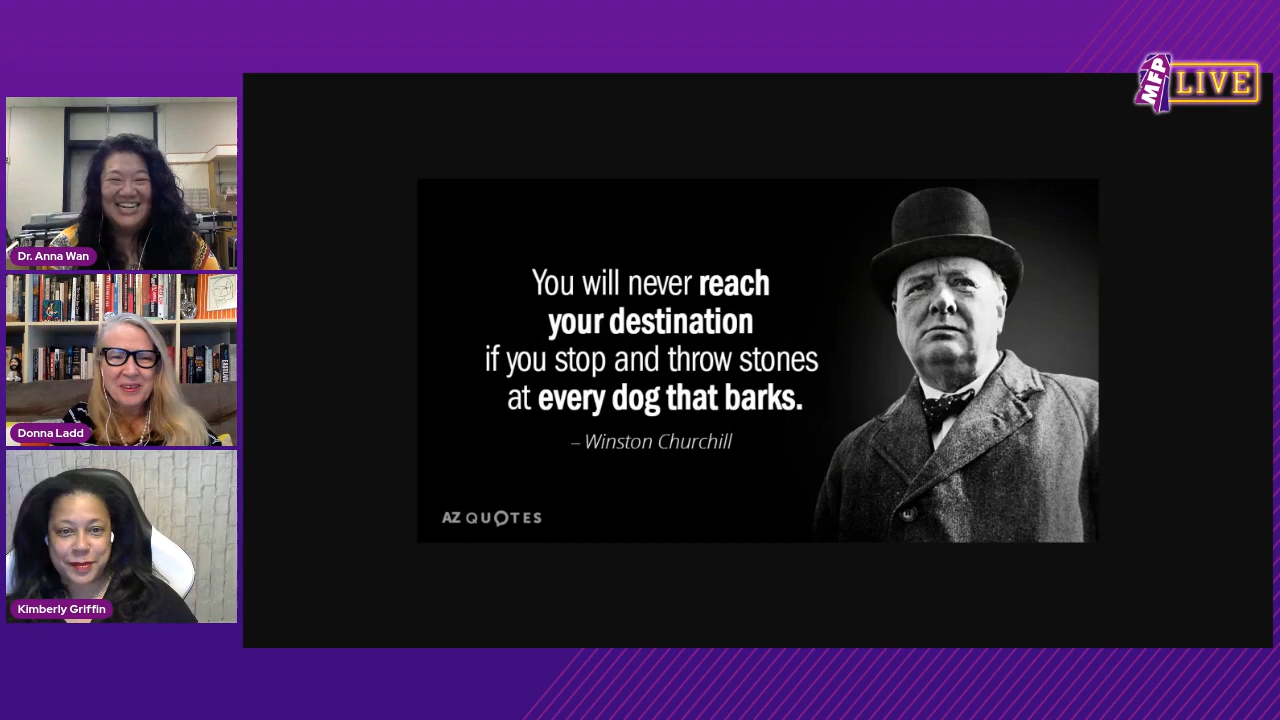 MFP
LIVE
Dr. Anna Wan
Donna Ladd
Kimberly Griffin
You will never reach
your destination
if you stop and throw stones
at every dog that barks.
– Winston Churchill
AZ QUOTES